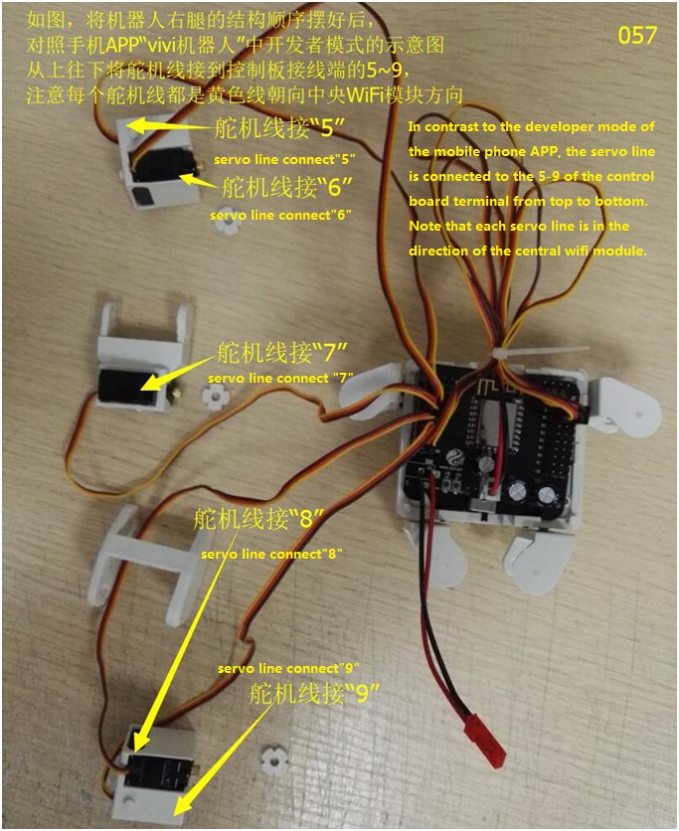 如图，将机器人右腿的结构顺序摆好后，
对照手机APP“vivi机器人”中开发者模式的示意图
从上往下将舵机线接到控制板接线端的5~9，
注意每个舵机线都是黄色线朝向中央WiFi模块方向
057
舵机线接“5”
servo line connect"5"
舵机线接“6”
servo line connect"6"
In contrast to the developer mode of
the mobile phone APP, the servo line
is connected to the 5-9 of the control
board terminal from top to bottom.
Note that each servo line is in the
direction of the central wifi module.
舵机线接“7”
servo line connect "7"
舵机线接“8”
servo line connect"8"
servo line connect"9"
舵机线接“9”